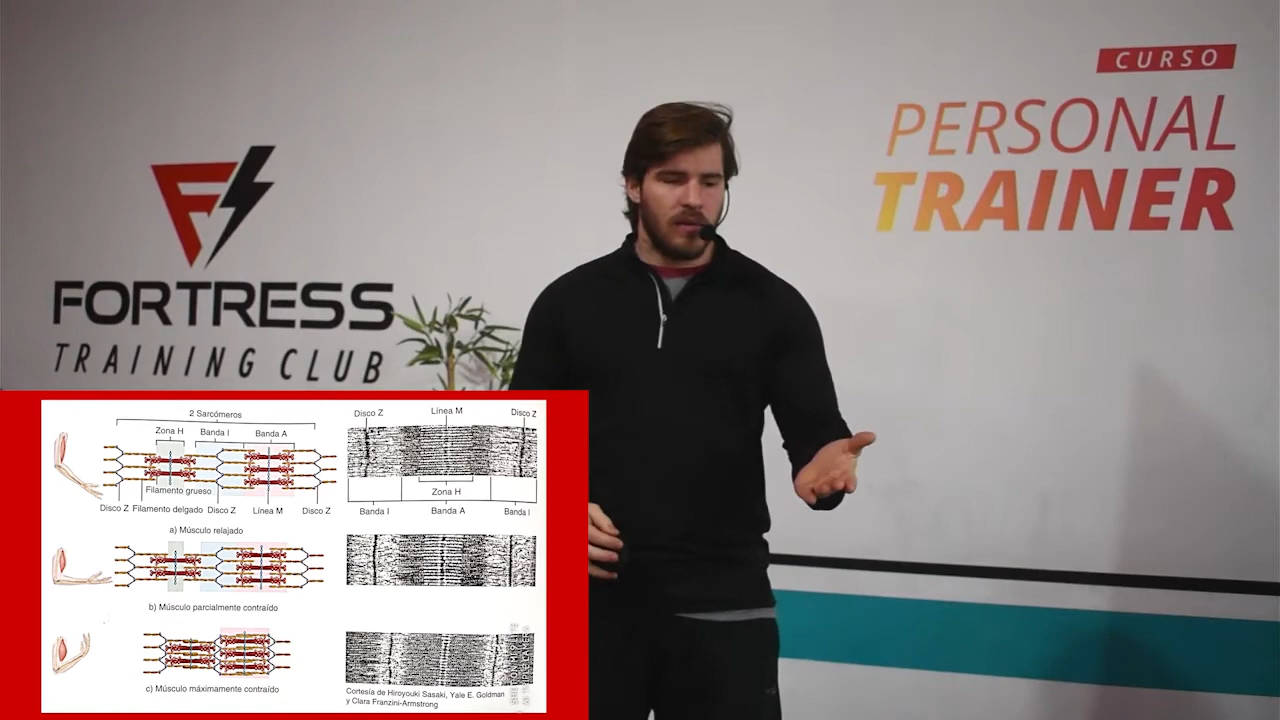 CURSO
PERSONAL
TRAINER
FORTRESS
TRAINING CLUB
2 Sarcómeros
Zona H
Banda I
Banda A
Filamento grueso
Disco Z
Filamento delgado
Disco Z
Línea M
Disco Z
a) Músculo relajado
b) Músculo parcialmente contraído
c) Músculo máximamente contraído
Disco Z
Línea M
Disco Z
Zona H
Banda I
Banda A
Banda I
Cortesía de Hiroyouki Sasaki, Yale E. Goldman
y Clara Franzini-Armstrong